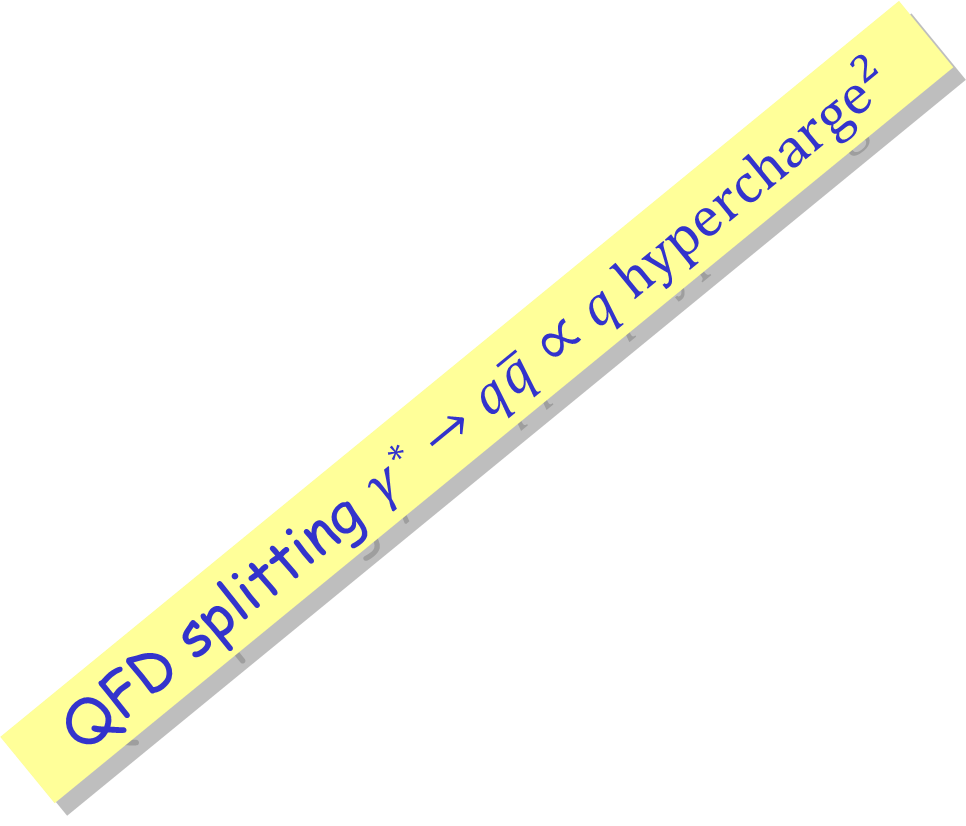 QFD splitting γ* → qq̅ ∝ q hypercharge²